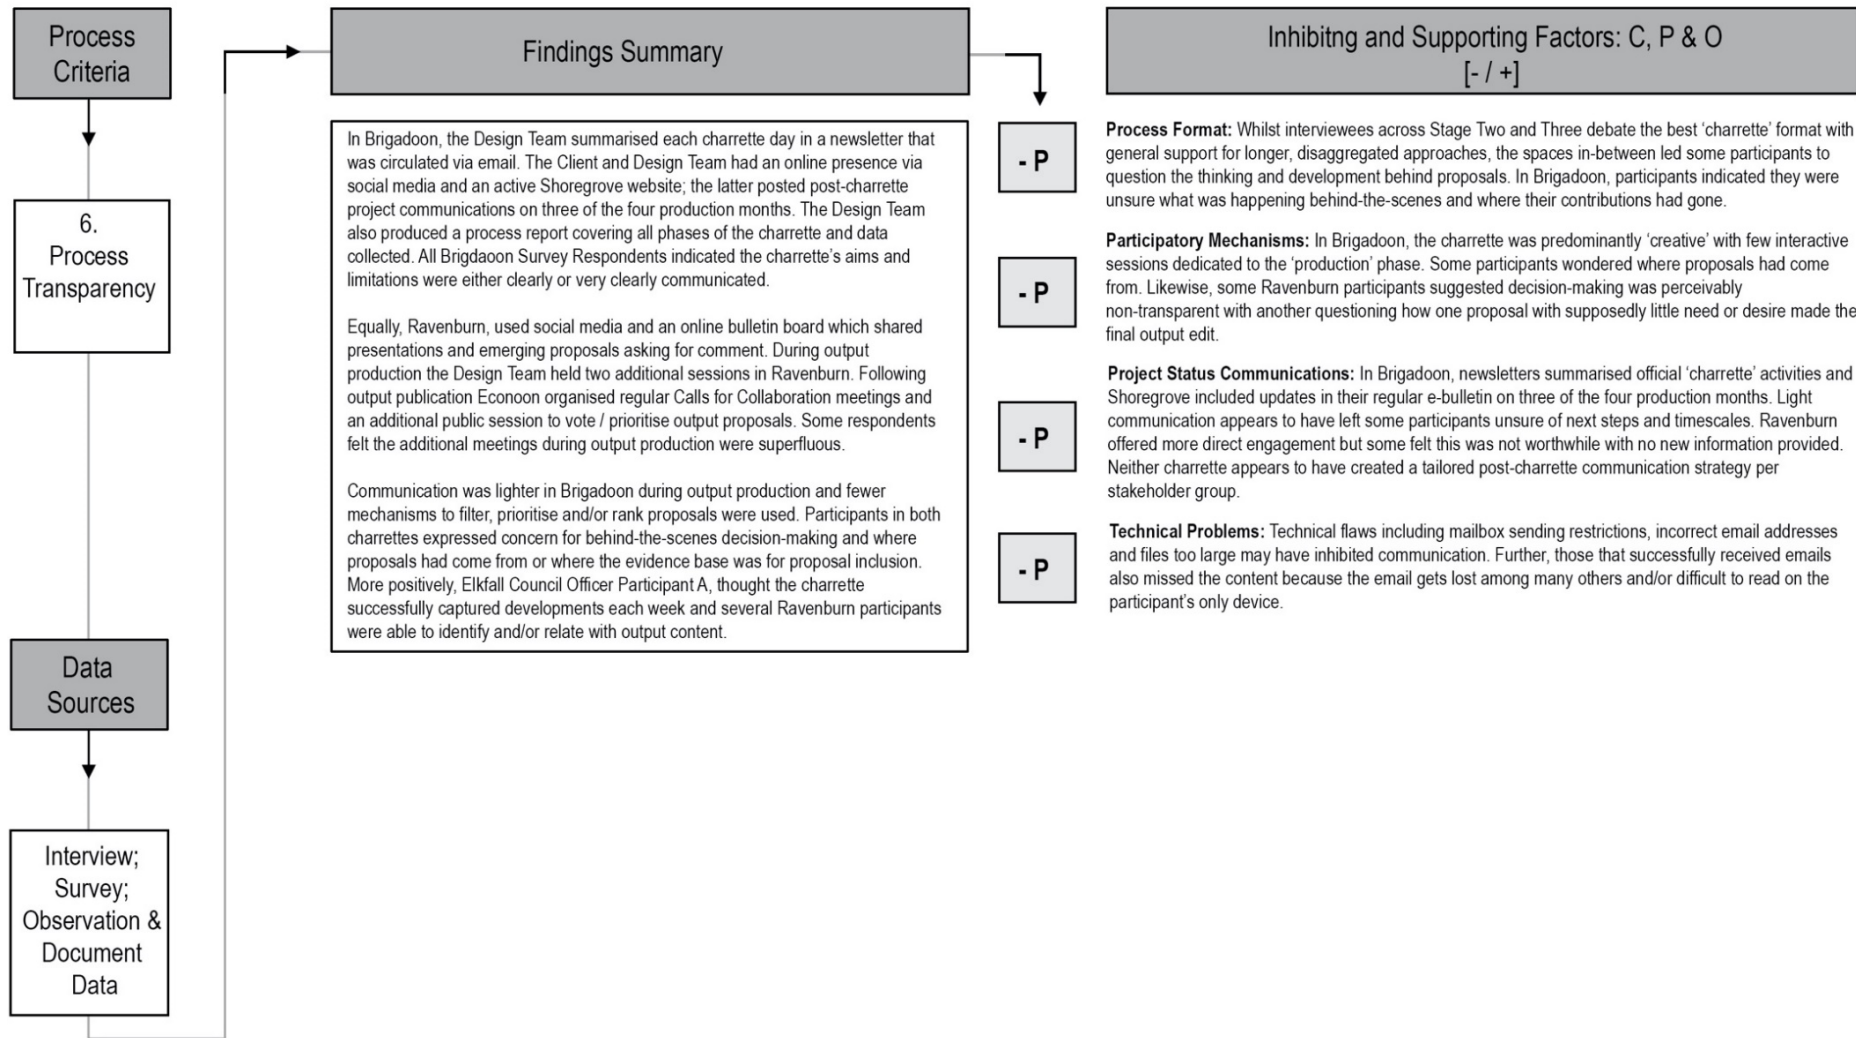 Process
Criteria
6.
Process
Transparency
Data
Sources
Interview;
Survey;
Observation &
Document
Data
Findings Summary
In Brigadoon, the Design Team summarised each charrette day in a newsletter that
was circulated via email. The Client and Design Team had an online presence via
social media and an active Shoregrove website; the latter posted post-charrette
project communications on three of the four production months. The Design Team
also produced a process report covering all phases of the charrette and data
collected. All Brigdaoon Survey Respondents indicated the charrette's aims and
limitations were either clearly or very clearly communicated.
Equally, Ravenburn, used social media and an online bulletin board which shared
presentations and emerging proposals asking for comment. During output
production the Design Team held two additional sessions in Ravenburn. Following
output publication Econoon organised regular Calls for Collaboration meetings and
an additional public session to vote / prioritise output proposals. Some respondents
felt the additional meetings during output production were superfluous.
Communication was lighter in Brigadoon during output production and fewer
mechanisms to filter, prioritise and/or rank proposals were used. Participants in both
charrettes expressed concern for behind-the-scenes decision-making and where
proposals had come from or where the evidence base was for proposal inclusion.
More positively, Elkfall Council Officer Participant A, thought the charrette
successfully captured developments each week and several Ravenburn participants
were able to identify and/or relate with output content.
Inhibitng and Supporting Factors: C, P & O
[- / +]
- P
Process Format: Whilst interviewees across Stage Two and Three debate the best ‘charrette’ format with
general support for longer, disaggregated approaches, the spaces in-between led some participants to
question the thinking and development behind proposals. In Brigadoon, participants indicated they were
unsure what was happening behind-the-scenes and where their contributions had gone.
- P
Participatory Mechanisms: In Brigadoon, the charrette was predominantly ‘creative’ with few interactive
sessions dedicated to the ‘production’ phase. Some participants wondered where proposals had come
from. Likewise, some Ravenburn participants suggested decision-making was perceivably
non-transparent with another questioning how one proposal with supposedly little need or desire made the
final output edit.
- P
Project Status Communications: In Brigadoon, newsletters summarised official ‘charrette’ activities and
Shoregrove included updates in their regular e-bulletin on three of the four production months. Light
communication appears to have left some participants unsure of next steps and timescales. Ravenburn
offered more direct engagement but some felt this was not worthwhile with no new information provided.
Neither charrette appears to have created a tailored post-charrette communication strategy per
stakeholder group.
- P
Technical Problems: Technical flaws including mailbox sending restrictions, incorrect email addresses
and files too large may have inhibited communication. Further, those that successfully received emails
also missed the content because the email gets lost among many others and/or difficult to read on the
participant's only device.